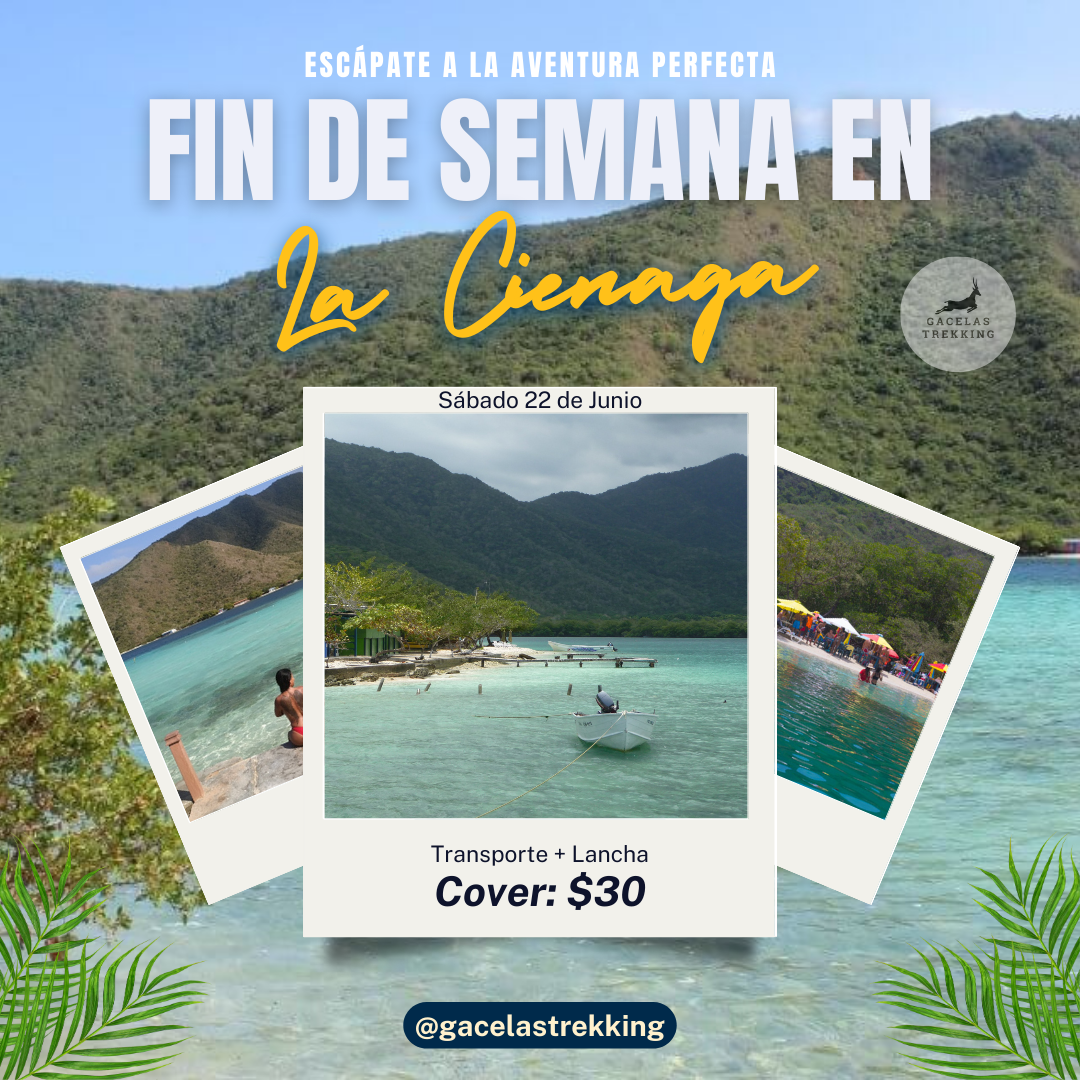 ESCÁPATE A LA AVENTURA PERFECTA
FIN DE SEMANA EN
La Cienaga
GACELAS
TREKKING
Sábado 22 de Junio
Transporte + Lancha
Cover: $30
@gacelastrekking